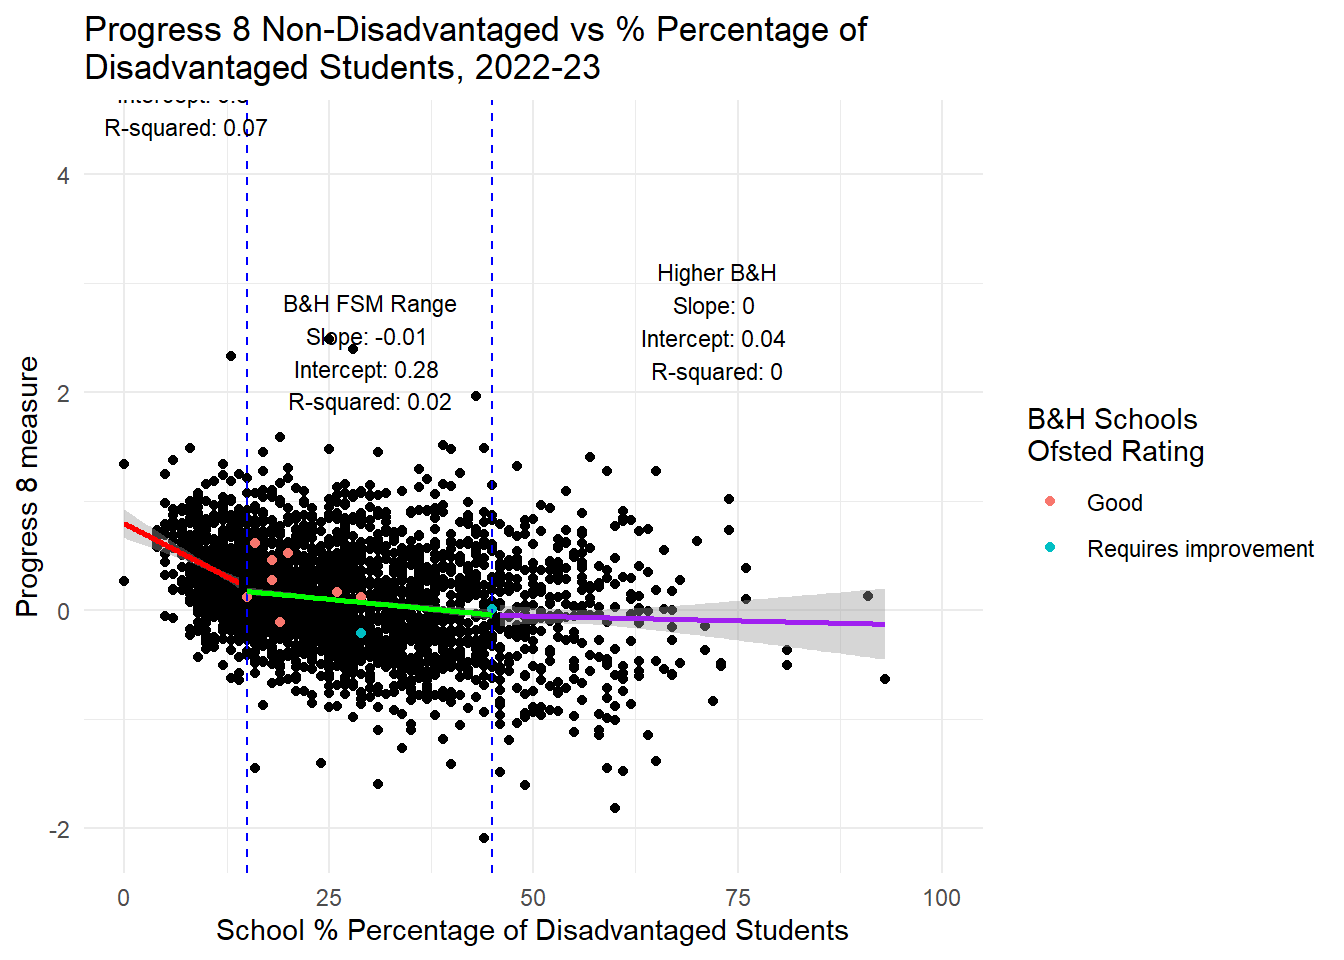 Progress 8 Non-Disadvantaged vs % Percentage of
Disadvantaged Students, 2022-23
R-squared: 0.07
B&H FSM Range
Slope: -0.01
Intercept: 0.28
R-squared: 0.02
Higher B&H
Slope: 0
Intercept: 0.04
R-squared: 0
Progress 8 measure
4
2
0
-2
0
25
50
75
100
School % Percentage of Disadvantaged Students
B&H Schools
Ofsted Rating
Good
Requires improvement